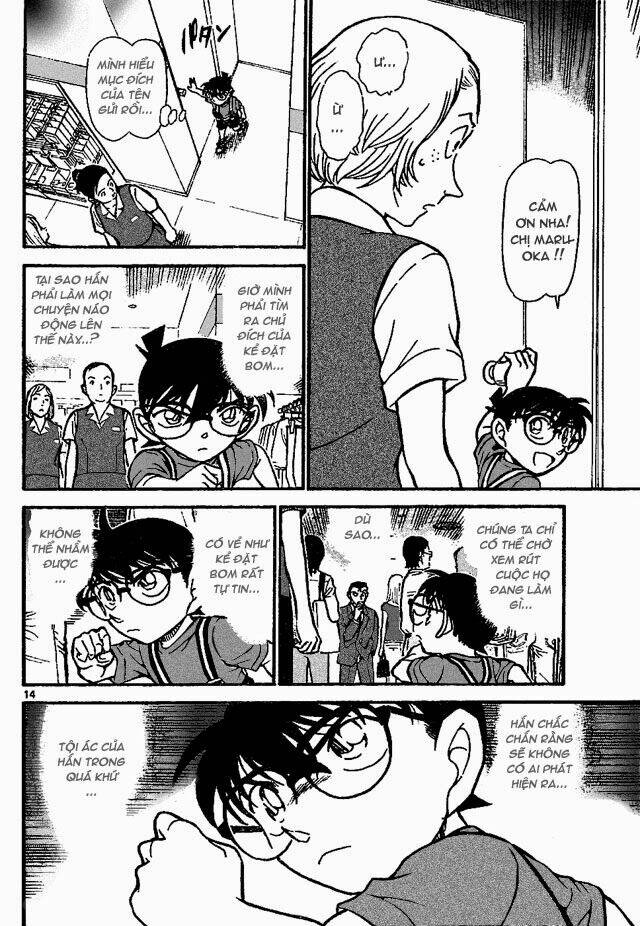 Ư...
Ừ
...
CẢM
ƠN NHA!
CHỊ MARU-
OKA !!
MÌNH HIỂU
MỤC ĐÍCH
CỦA TÊN
GỬI RỒI...
GIỜ MÌNH
PHẢI TÌM
RA CHỦ
ĐÍCH CỦA
KẺ ĐẶT
BOM...
TẠI SAO HẮN
PHẢI LÀM MỌI
CHUYỆN NÁO
ĐỘNG LÊN
THẾ NÀY...?
CHÚNG TA CHỈ
CÓ THỂ CHỜ
XEM RÚT
CUỘC HỌ
ĐANG LÀM
GÌ...
DÙ
SAO...
CÓ VẺ NHƯ
KẺ ĐẶT
BOM RẤT
TỰ TIN...
KHÔNG
THỂ NHẦM
ĐƯỢC
...
14
HẮN CHẮC
CHẮN RẰNG
SẼ KHÔNG
CÓ AI PHÁT
HIỆN RA...
TỘI ÁC CỦA
HẮN TRONG
QUÁ KHỨ
...